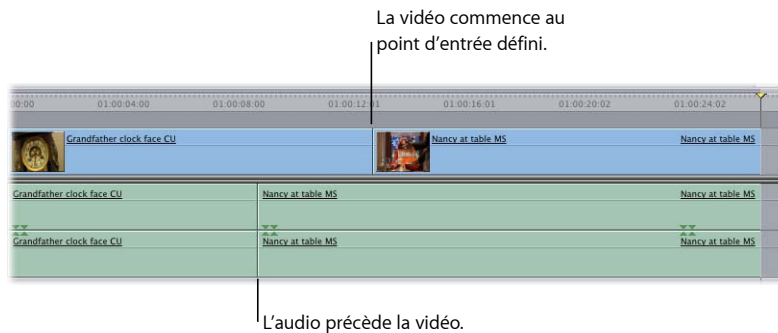 La vidéo commence au
point d’entrée défini.
00:00 01:00:04:00 01:00:08:00 01:00:12:01 01:00:16:01 01:00:20:02 01:00:24:02
Grandfather clock face CU Nancy at table MS Nancy at table MS
Grandfather clock face CU Nancy at table MS Nancy at table MS
Grandfather clock face CU Nancy at table MS Nancy at table MS
L’audio précède la vidéo.